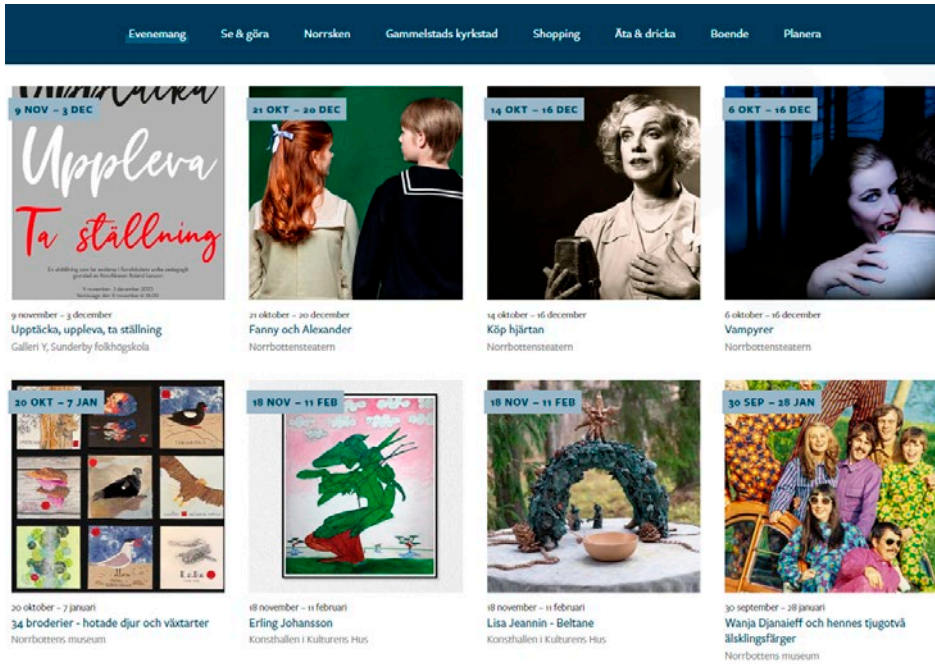 Evenemang Se & göra Norrsken Gammelstads kyrkstad Shopping Äta & dricka Boende Planera
9 NOV – 3 DEC
Uppleva
Ta ställning
9 november – 3 december
Upptäcka, uppleva, ta ställning
Galleri Y, Sunderby folkhögskola
21 OKT – 20 DEC
21 oktober – 20 december
Fanny och Alexander
Norrbottensteatern
14 OKT – 16 DEC
14 oktober – 16 december
Köp hjärtan
Norrbottensteatern
6 OKT – 16 DEC
6 oktober – 16 december
Vampyrer
Norrbottensteatern
20 OKT – 7 JAN
20 oktober – 7 januari
34 broderier - hotade djur och växtarter
Norrbottens museum
18 NOV – 11 FEB
18 november – 11 februari
Erling Johansson
Konsthallen i Kulturens Hus
18 NOV – 11 FEB
18 november – 11 februari
Lisa Jeannin - Beltane
Konsthallen i Kulturens Hus
30 SEP – 28 JAN
30 september – 28 januari
Wanja Djanaieff och hennes tjugotvå
älsklingsfärger
Norrbottens museum